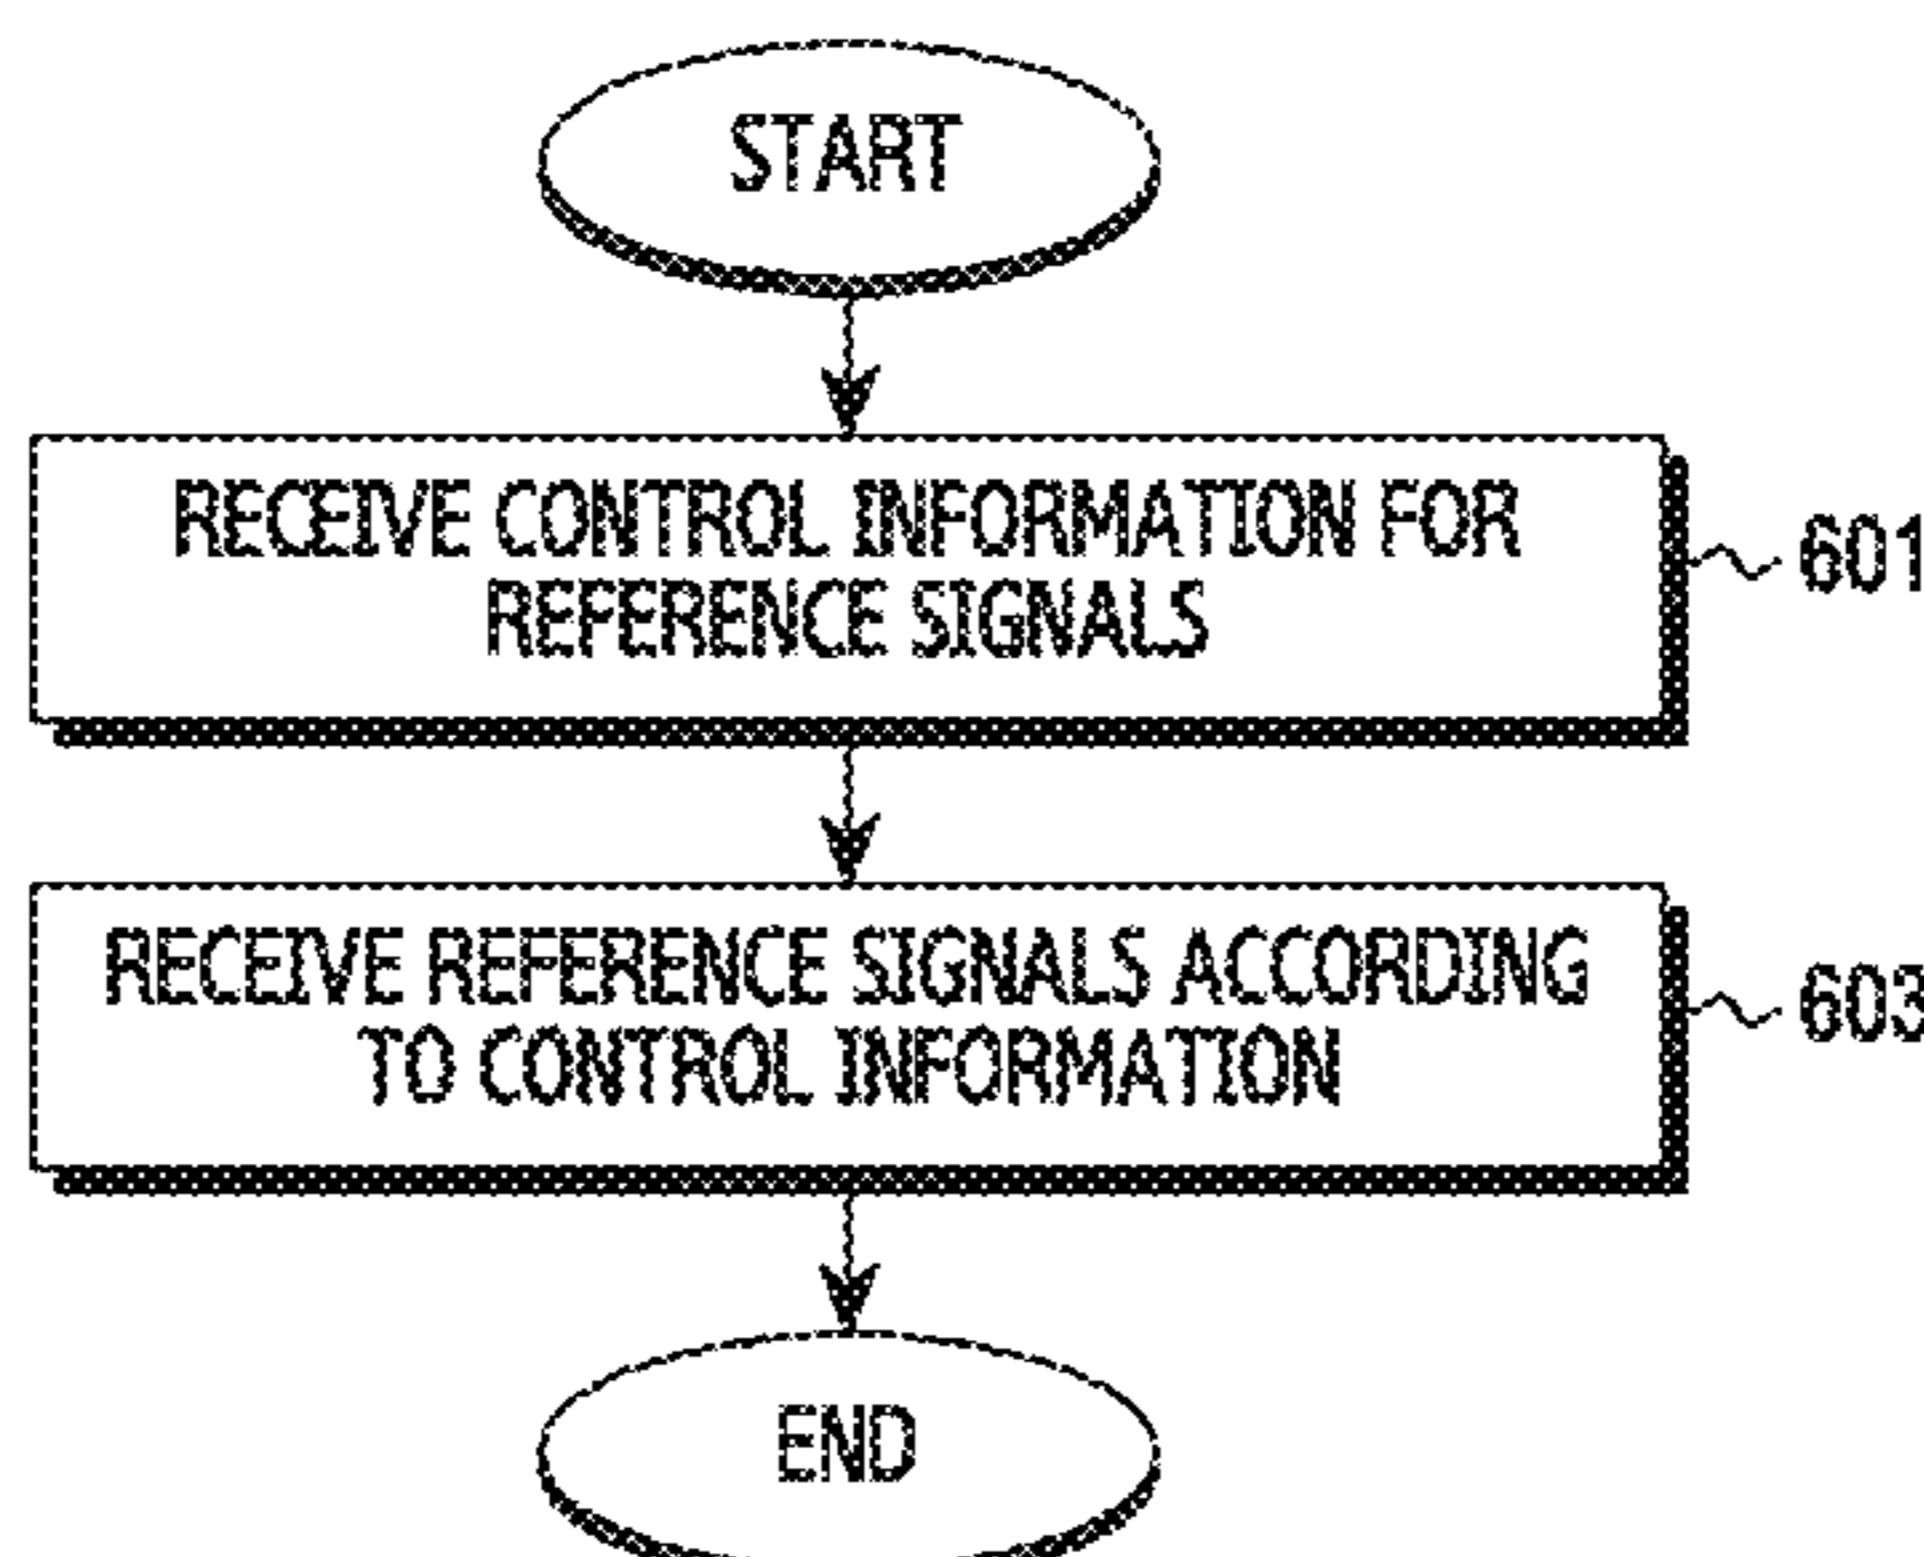 START
RECEIVE CONTROL INFORMATION FOR
REFERENCE SIGNALS
601
RECEIVE REFERENCE SIGNALS ACCORDING
TO CONTROL INFORMATION
603
END